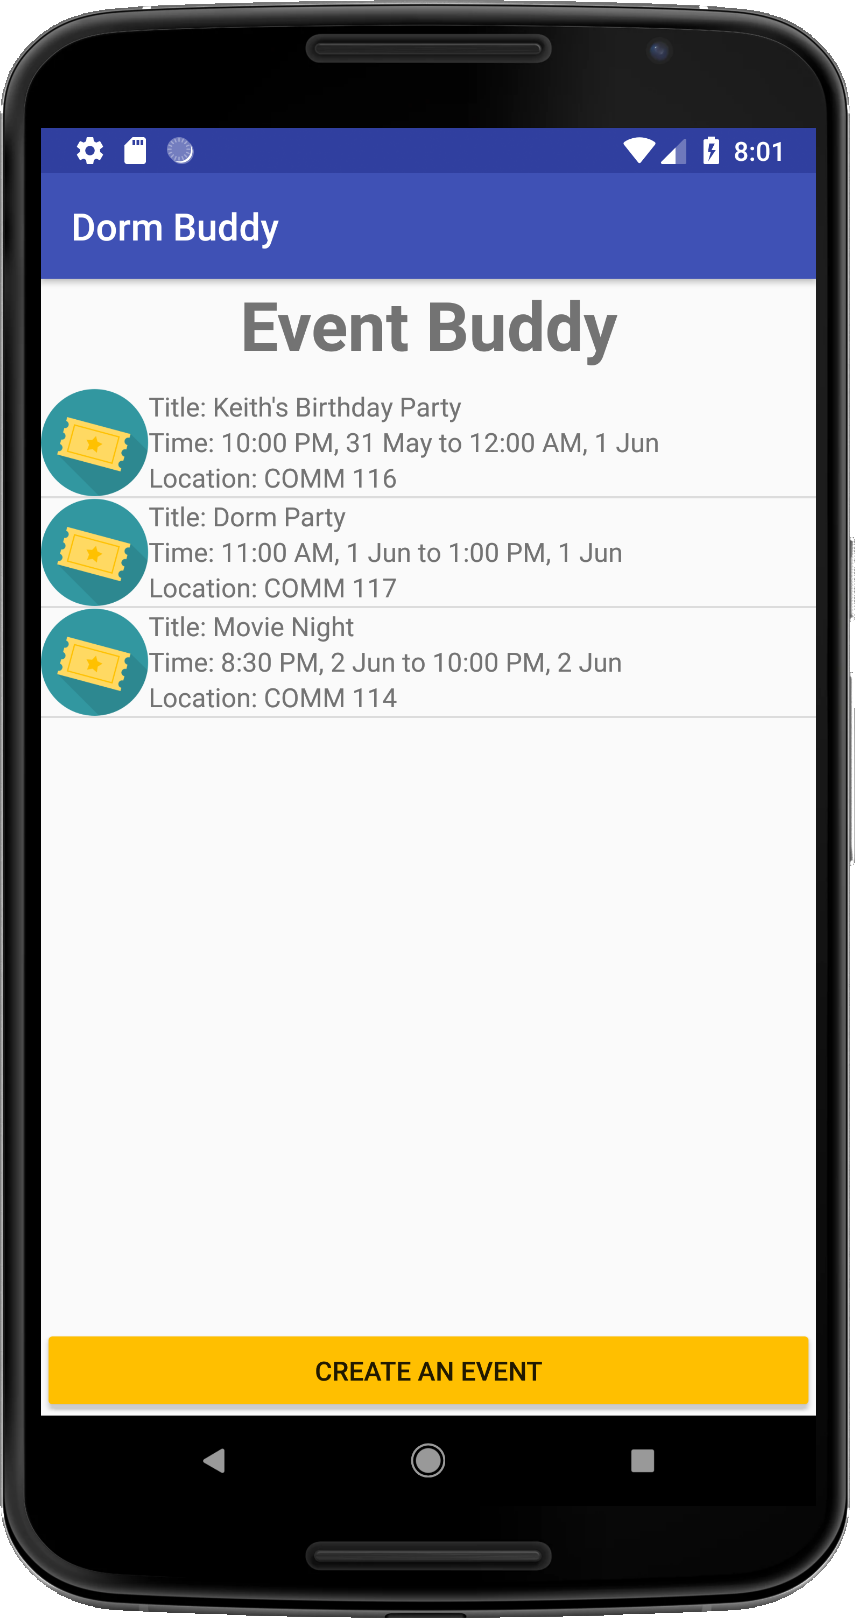 8:01
Dorm Buddy
Event Buddy
Title: Keith's Birthday Party
Time: 10:00 PM, 31 May to 12:00 AM, 1 Jun
Location: COMM 116
Title: Dorm Party
Time: 11:00 AM, 1 Jun to 1:00 PM, 1 Jun
Location: COMM 117
Title: Movie Night
Time: 8:30 PM, 2 Jun to 10:00 PM, 2 Jun
Location: COMM 114
CREATE AN EVENT